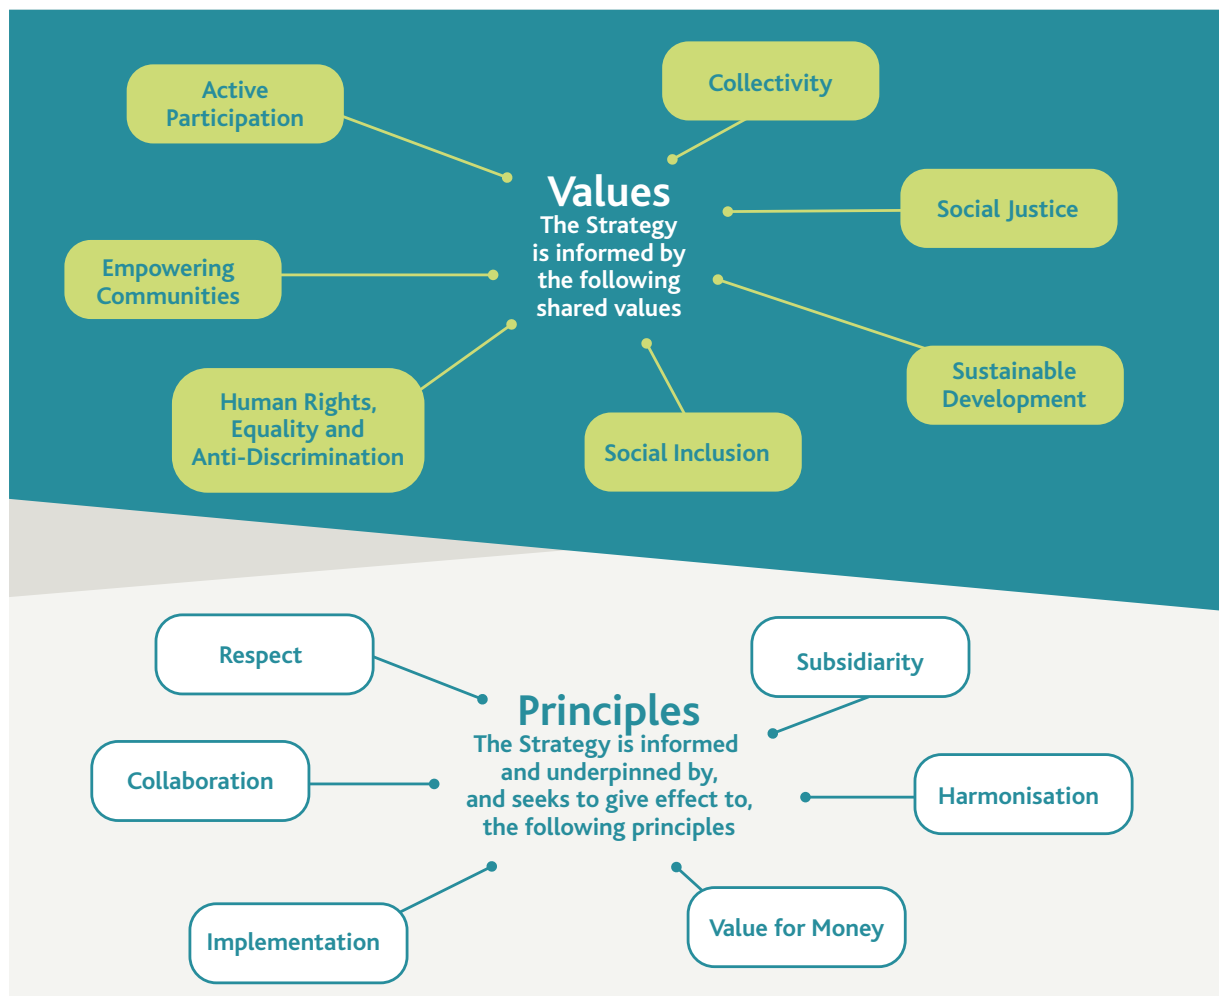 Active
Participation
Collectivity
Values
The Strategy
is informed by
the following
shared values
Social Justice
Empowering
Communities
Sustainable
Development
Human Rights,
Equality and
Anti-Discrimination
Social Inclusion
Respect
Subsidiarity
Principles
The Strategy is informed
and underpinned by,
and seeks to give effect to,
the following principles
Collaboration
Harmonisation
Implementation
Value for Money